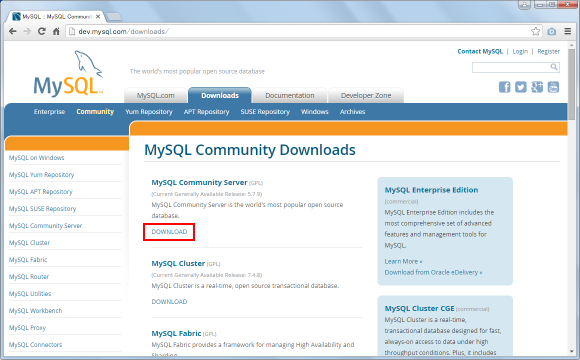 MySQL :: MySQL Communi
dev.mysql.com/downloads/
Contact MySQL | Login | Register
MySQL
The world's most popular open source database
MySQL.com
Downloads
Documentation
Developer Zone
Enterprise
Community
Yum Repository
APT Repository
SUSE Repository
Windows
Archives
MySQL on Windows
MySQL Yum Repository
MySQL APT Repository
MySQL SUSE Repository
MySQL Community Server
MySQL Cluster
MySQL Fabric
MySQL Router
MySQL Utilities
MySQL Workbench
MySQL Proxy
MySQL Connectors
MySQL Community Downloads
MySQL Community Server (GPL)
(Current Generally Available Release: 5.7.9)
MySQL Community Server is the world's most popular open source
database.
DOWNLOAD
MySQL Cluster (GPL)
(Current Generally Available Release: 7.4.8)
MySQL Cluster is a real-time, open source transactional database.
DOWNLOAD
MySQL Fabric (GPL)
MySQL Fabric provides a framework for managing High Availability and
MySQL Enterprise Edition
(commercial)
MySQL Enterprise Edition includes the
most comprehensive set of advanced
features and management tools for
MySQL.
Learn More »
Download from Oracle eDelivery »
MySQL Cluster CGE (commercial)
MySQL Cluster is a real-time,
transactional database designed for fast,
always-on access to data under high
throughput conditions. Plus, it includes